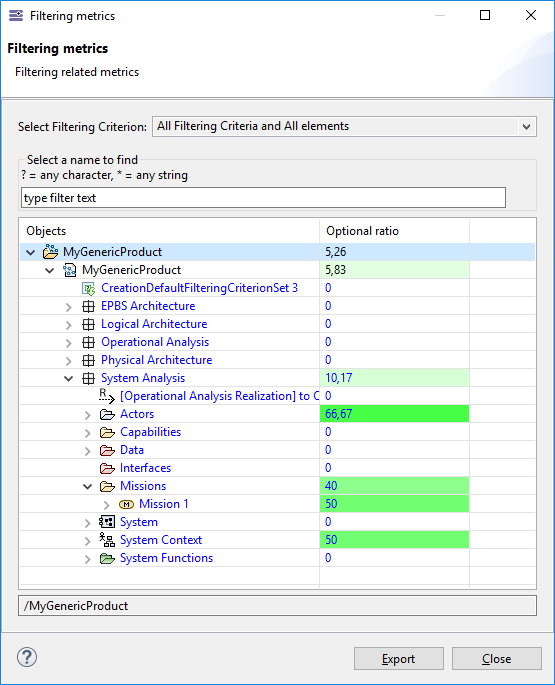 Filtering metrics
Filtering metrics
Filtering related metrics
Select Filtering Criterion: All Filtering Criteria and All elements
Select a name to find
? = any character, * = any string
type filter text
Objects Optional ratio
MyGenericProduct 5,26
MyGenericProduct 5,83
CreationDefaultFilteringCriterionSet 3 0
EPBS Architecture 0
Logical Architecture 0
Operational Analysis 0
Physical Architecture 0
System Analysis 10,17
[Operational Analysis Realization] to 0
Actors 66,67
Capabilities 0
Data 0
Interfaces 0
Missions 40
M Mission 1 50
System 0
System Context 50
System Functions 0
/MyGenericProduct
? Export Close